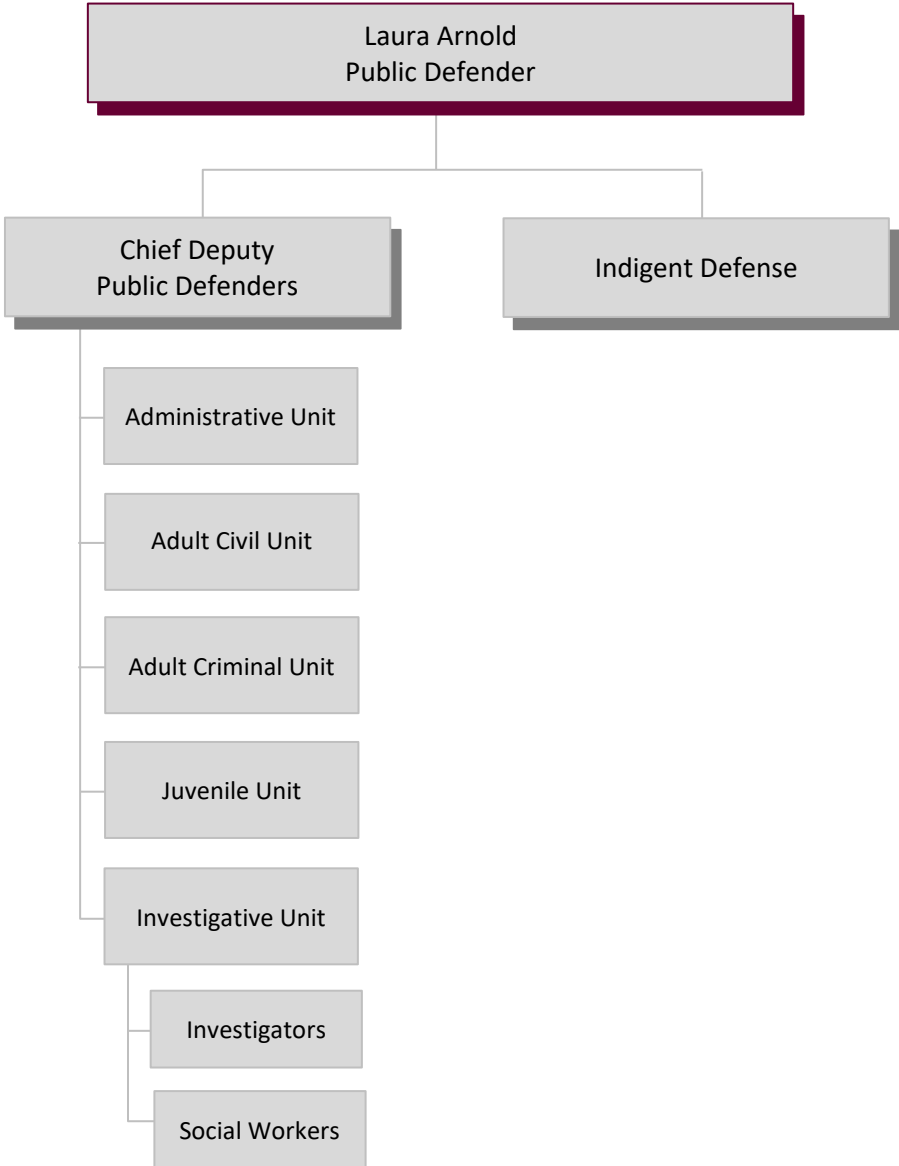 Laura Arnold
Public Defender
Chief Deputy
Public Defenders
Indigent Defense
Administrative Unit
Adult Civil Unit
Adult Criminal Unit
Juvenile Unit
Investigative Unit
Investigators
Social Workers